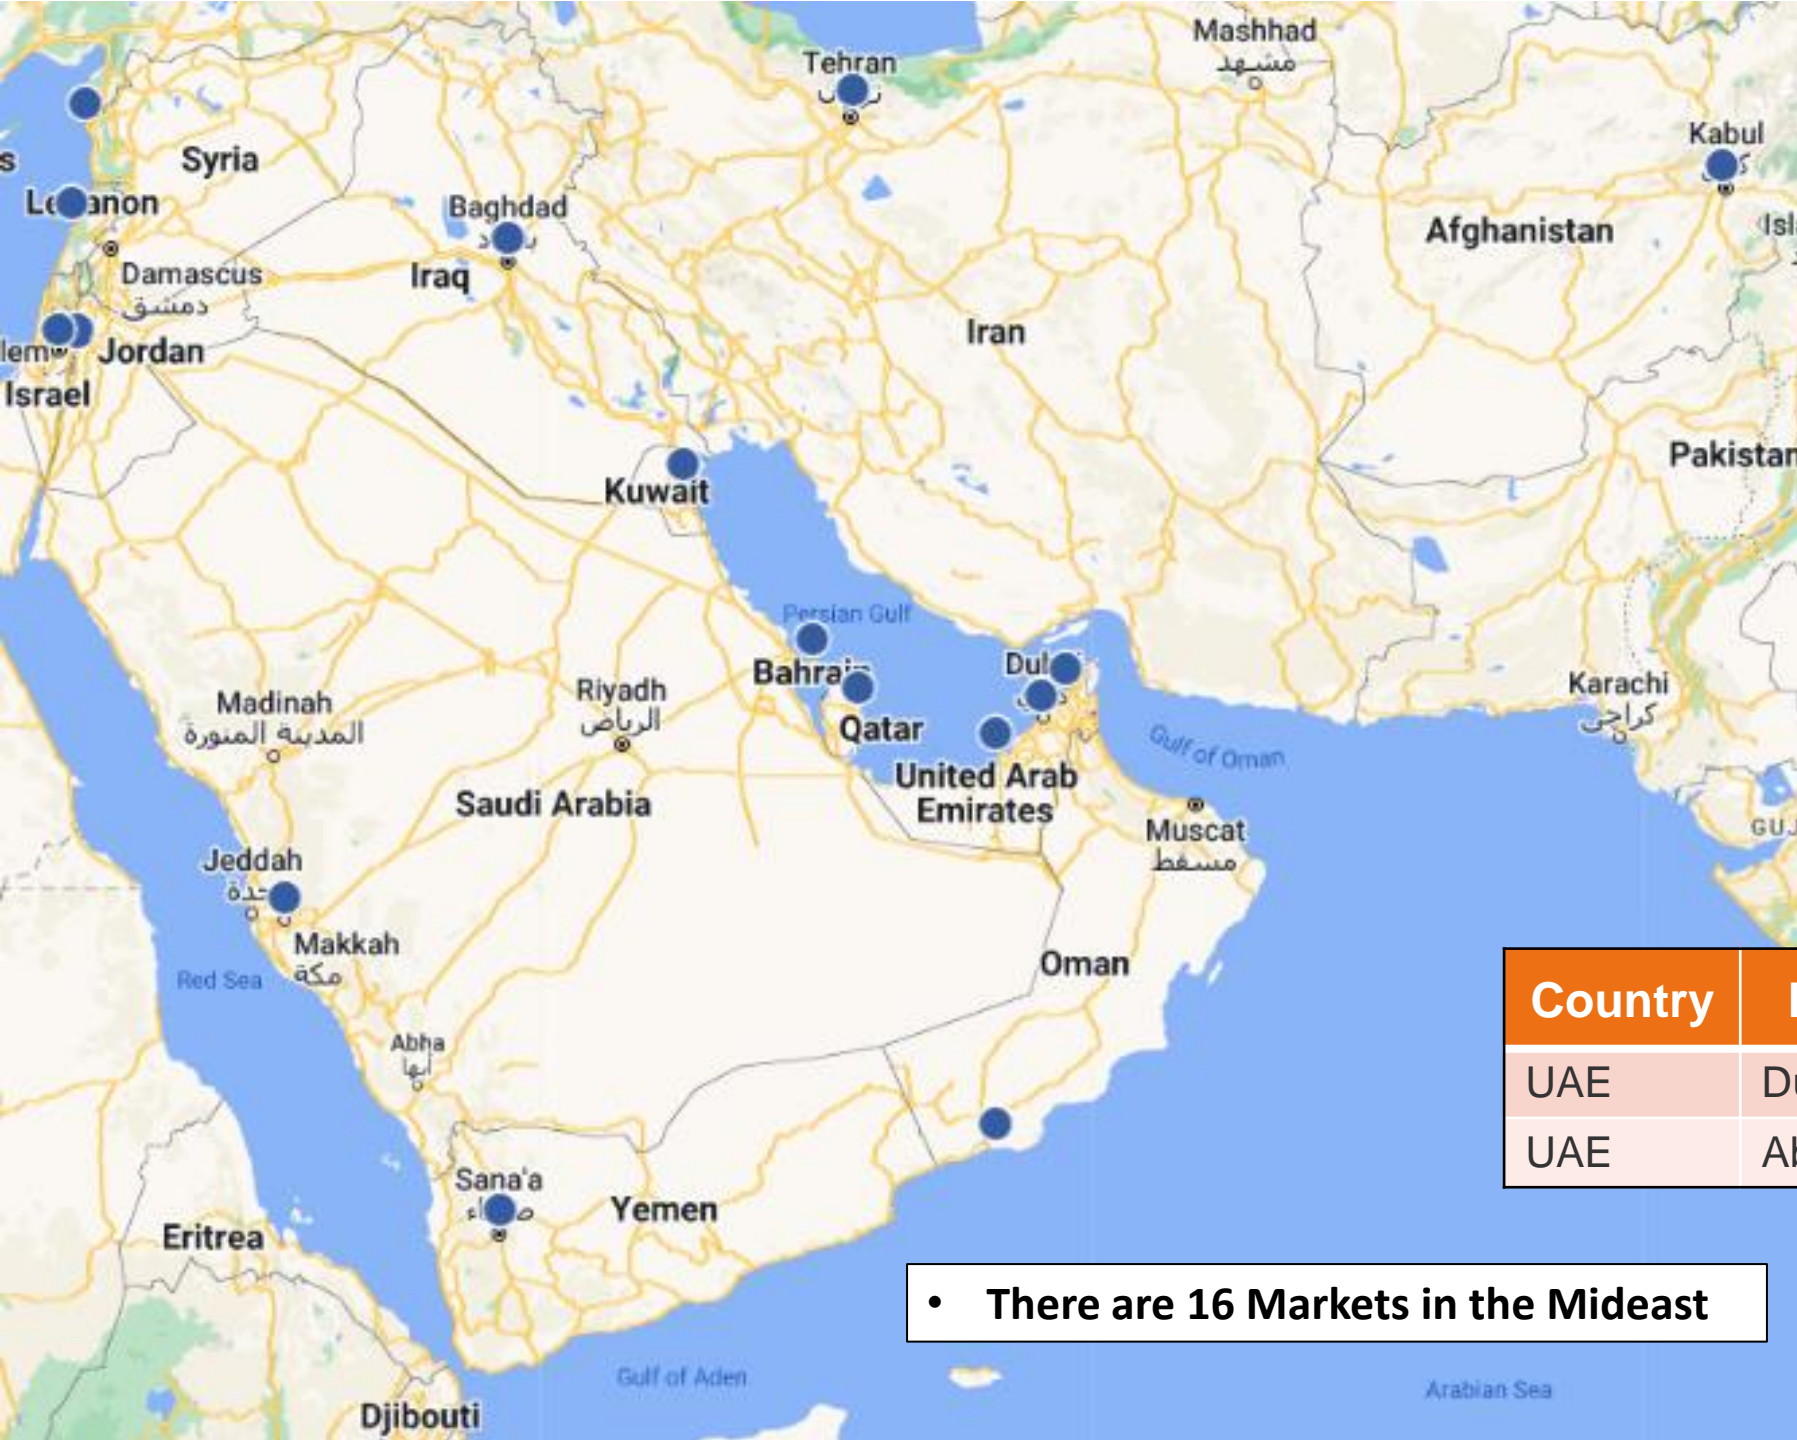 Mashhad
مشهد
Tehran
Kabul
Syria
Lebanon
Baghdad
Afghanistan
Damascus
دمشق
Iraq
Iran
Jordan
Israel
Pakistan
Kuwait
Persian Gulf
Bahrain
Qatar
Madinah
المدينة المنورة
Riyadh
الرياض
Karachi
كراچی
Gulf of Oman
United Arab
Emirates
Saudi Arabia
Muscat
مسقط
Jeddah
Makkah
مكة
Red Sea
Oman
Abha
أبها
Country
UAE
UAE
Sana'a
Yemen
Eritrea
• There are 16 Markets in the Mideast
Gulf of Aden
Arabian Sea
Djibouti